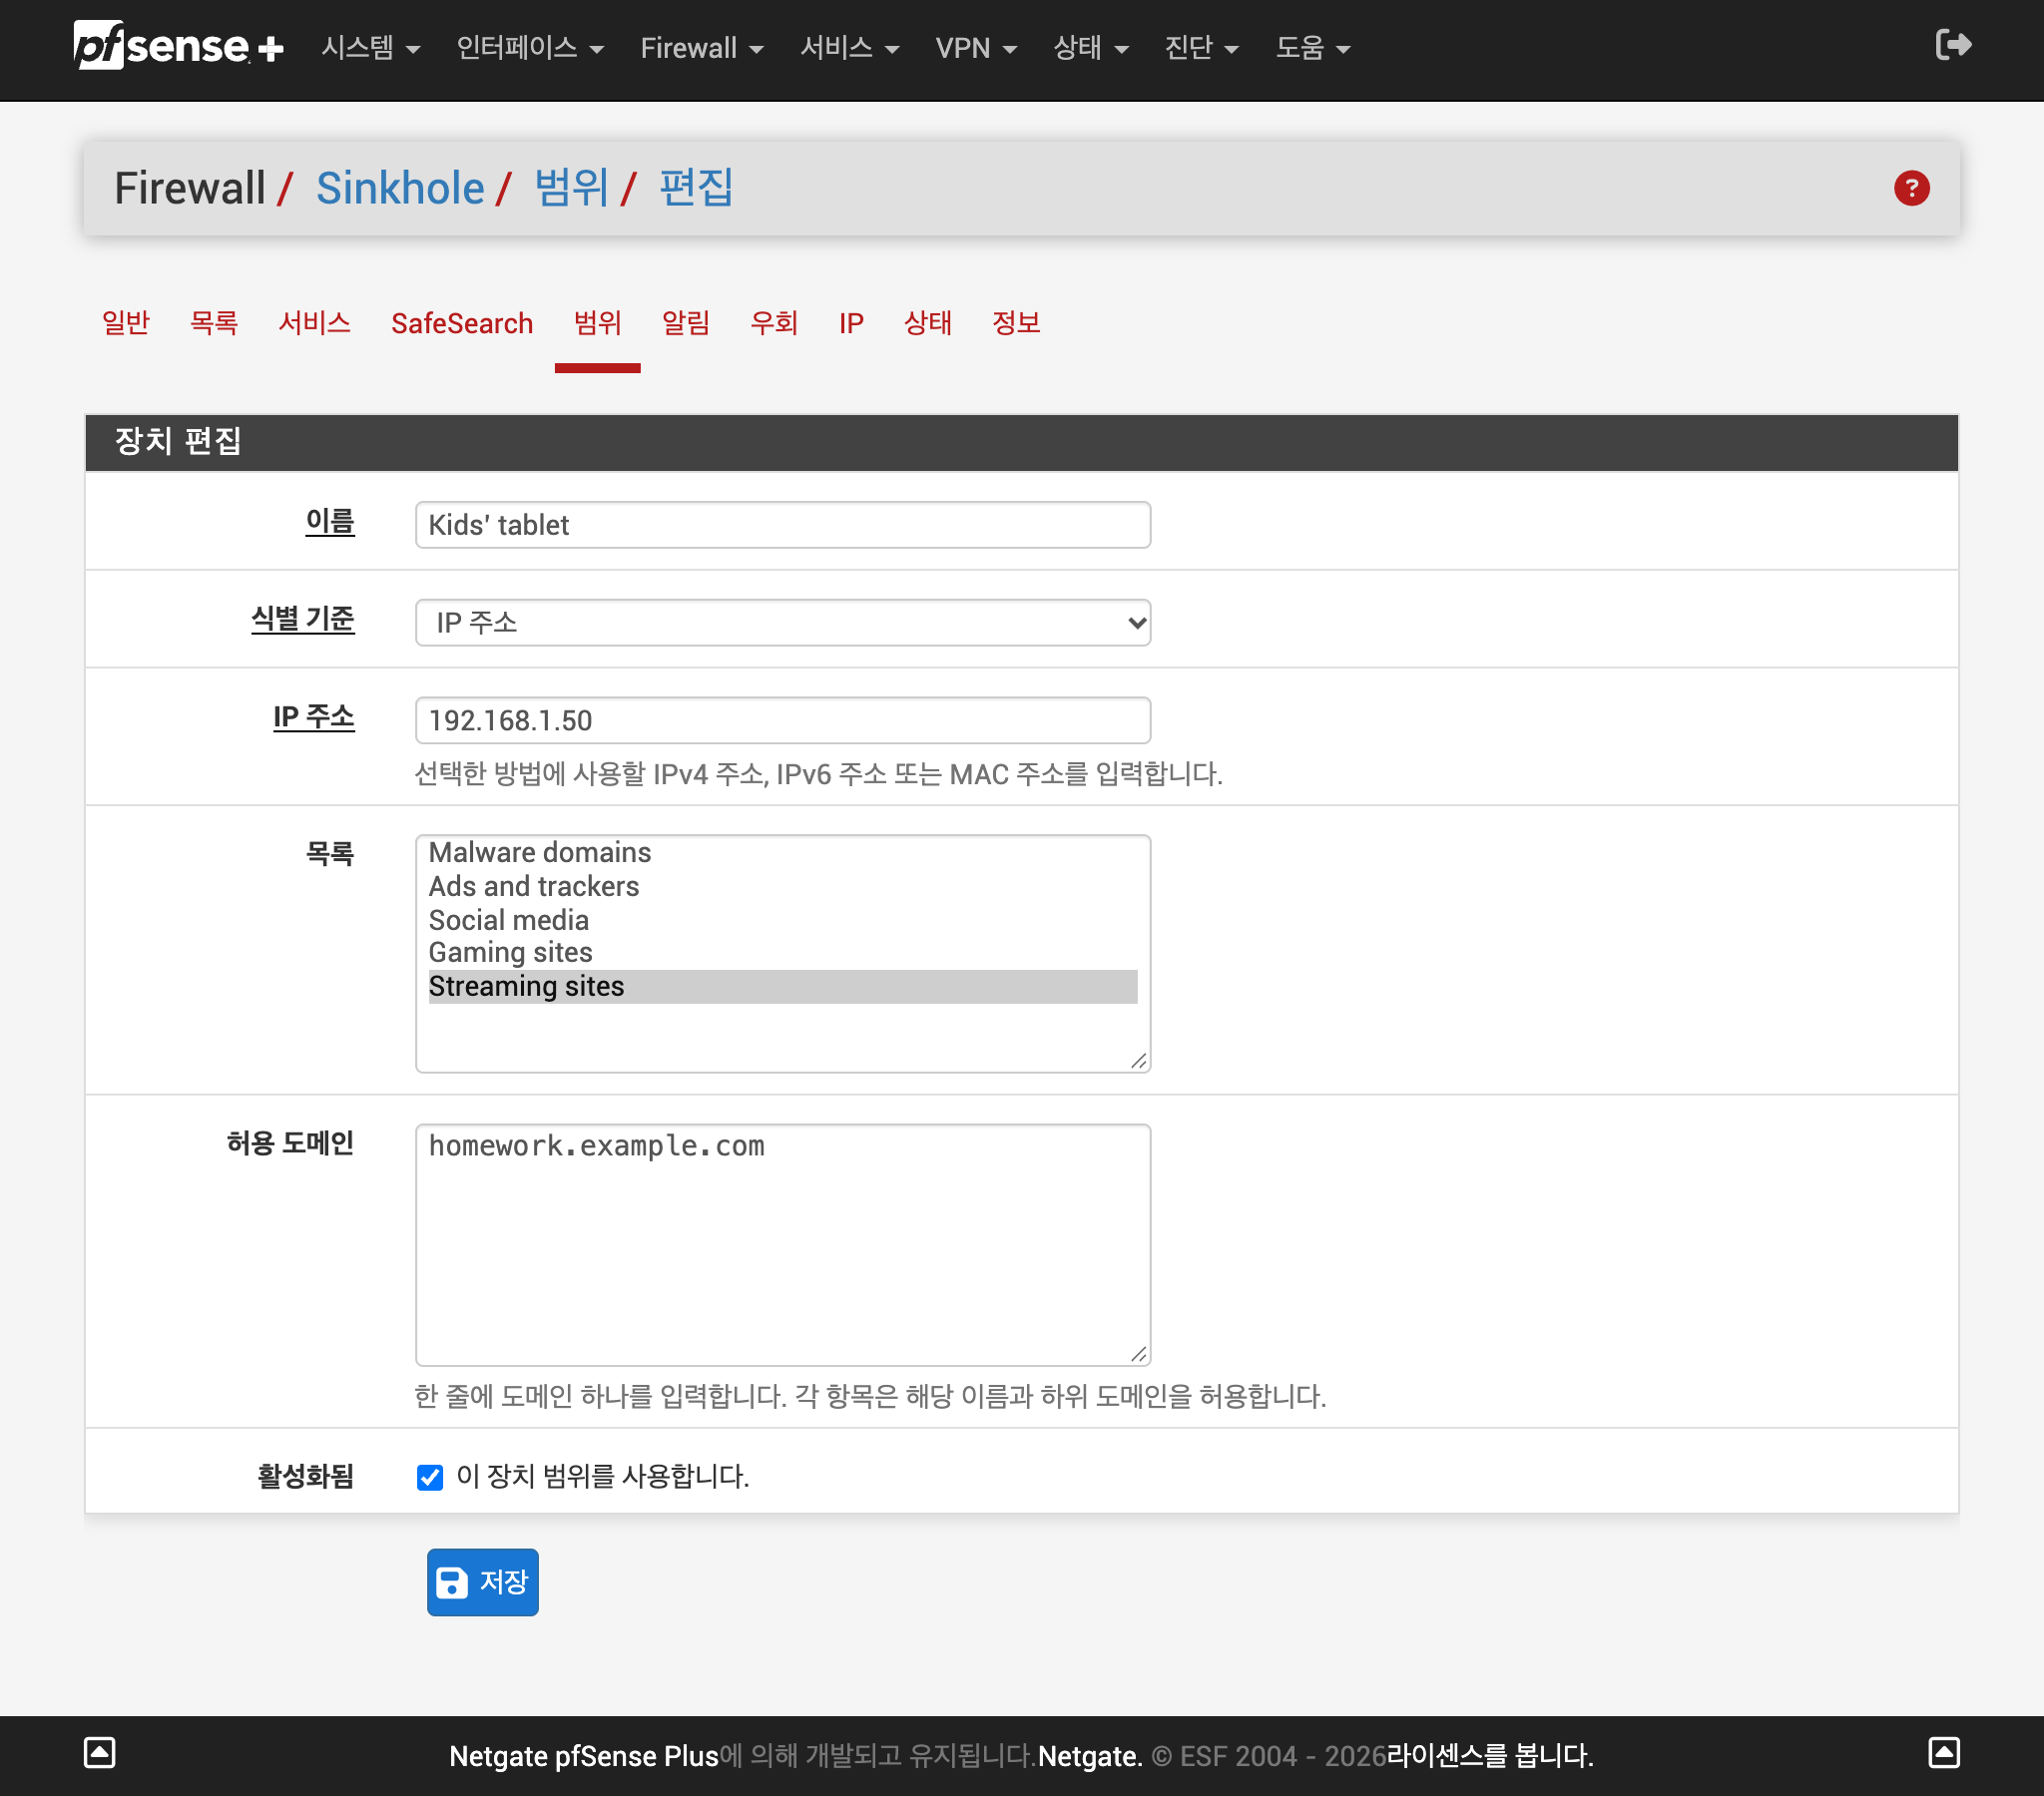 pfsense+ 시스템 인터페이스 Firewall 서비스 VPN 상태 진단 도움
Firewall / Sinkhole / 범위 / 편집
일반 목록 서비스 SafeSearch 범위 알림 우회 IP 상태 정보
장치 편집
이름 Kids' tablet
식별 기준 IP 주소
IP 주소 192.168.1.50
선택한 방법에 사용할 IPv4 주소, IPv6 주소 또는 MAC 주소를 입력합니다.
목록 Malware domains
Ads and trackers
Social media
Gaming sites
Streaming sites
허용 도메인 homework.example.com
한 줄에 도메인 하나를 입력합니다. 각 항목은 해당 이름과 하위 도메인을 허용합니다.
활성화됨 이 장치 범위를 사용합니다.
저장
Netgate pfSense Plus에 의해 개발되고 유지됩니다.Netgate. © ESF 2004 - 2026라이센스를 봅니다.